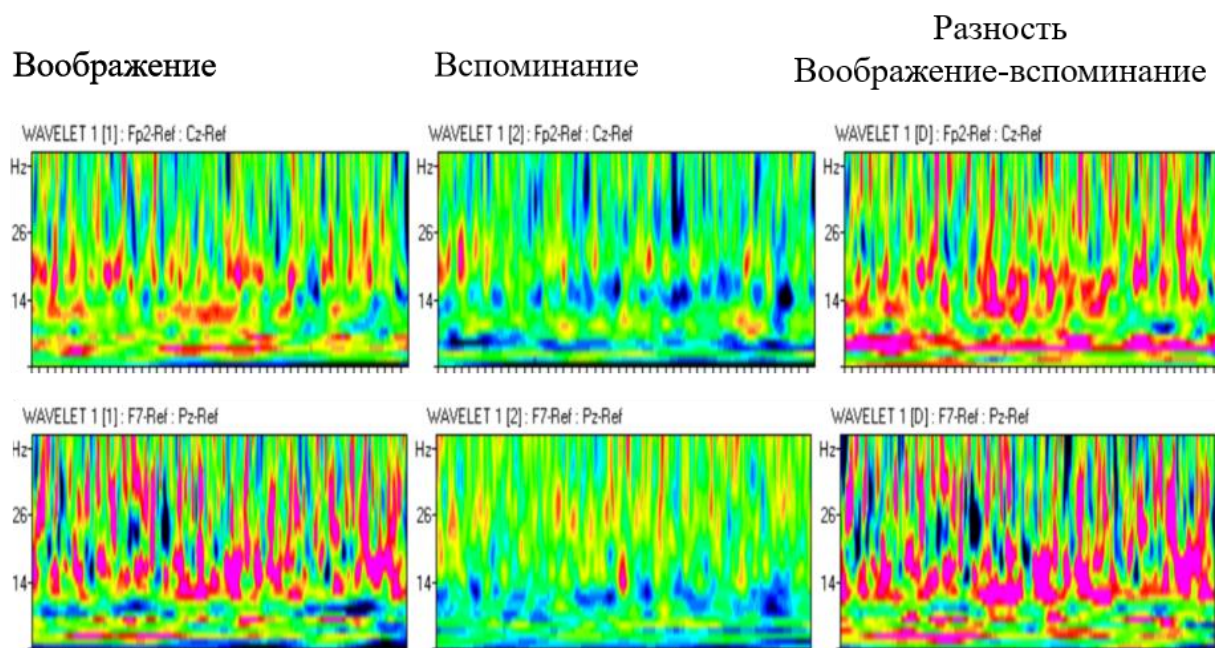 Воображение
Вспоминание
Разность
Воображение-вспоминание
WAVELET 1 [1] : Fp2-Ref : Cz-Ref
WAVELET 1 [2] : Fp2-Ref : Cz-Ref
WAVELET 1 [D] : Fp2-Ref : Cz-Ref
Hz
26
14
Hz
26
14
Hz
26
14
WAVELET 1 [1] : F7-Ref : Pz-Ref
WAVELET 1 [2] : F7-Ref : Pz-Ref
WAVELET 1 [D] : F7-Ref : Pz-Ref
Hz
26
14
Hz
26
14
Hz
26
14